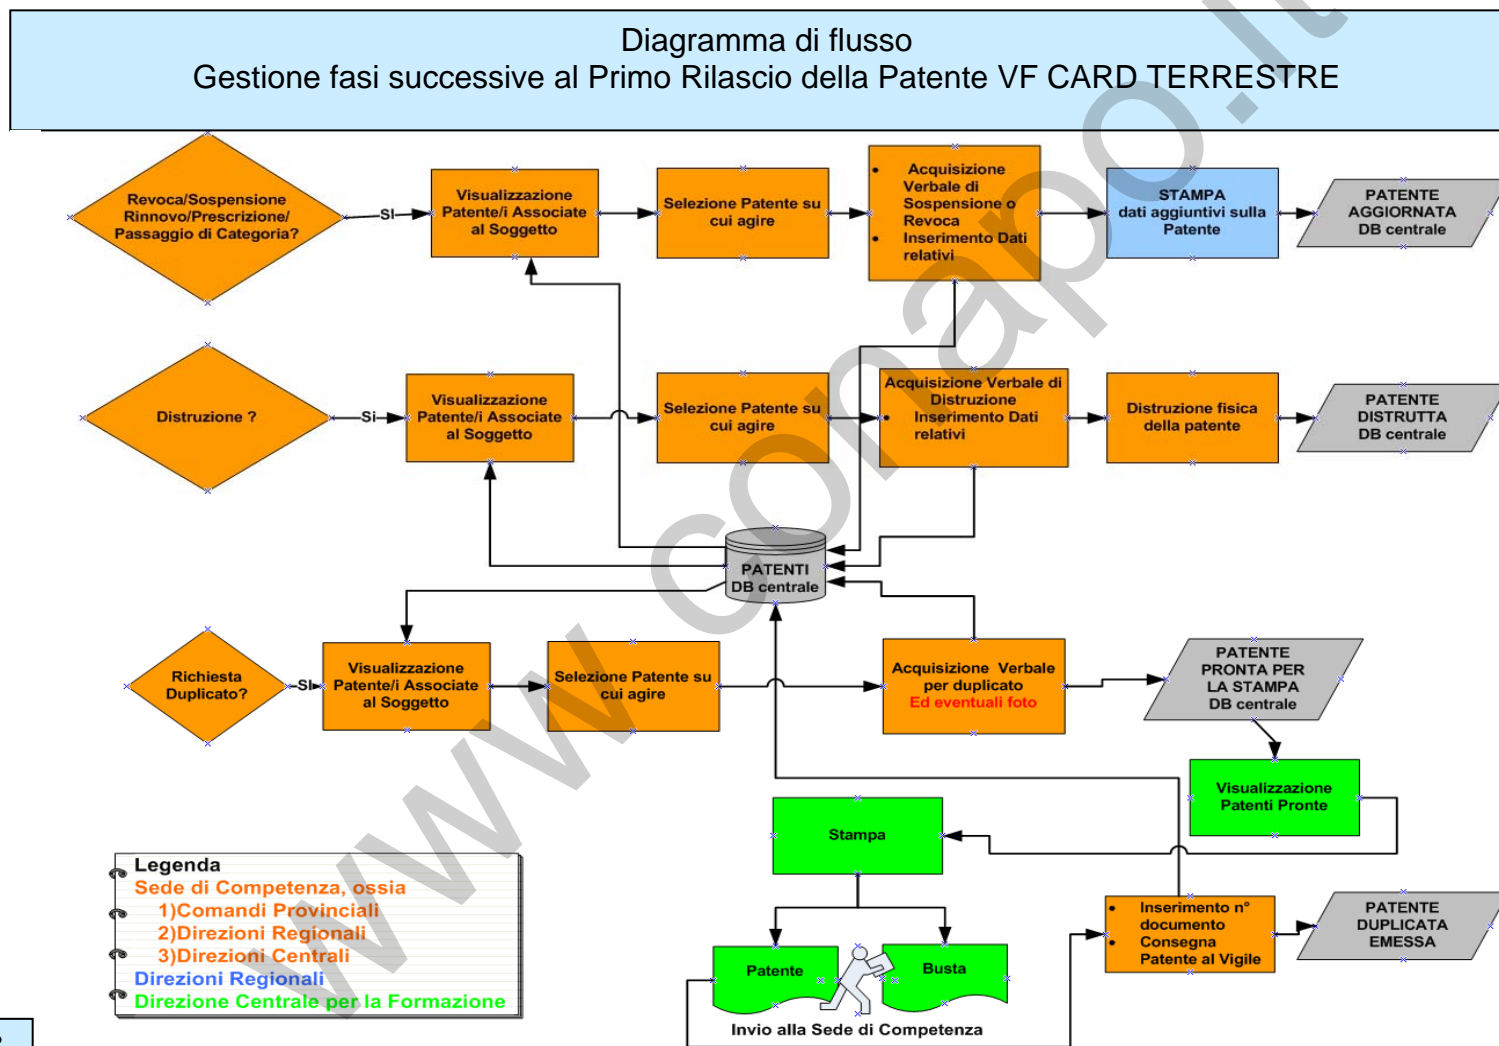 Diagramma di flusso
Gestione fasi successive al Primo Rilascio della Patente VF CARD TERRESTRE
Revoca/Sospensione
Rinnovo/Prescrizione/
Passaggio di Categoria?
SI
Visualizzazione
Patente/i Associate
al Soggetto
Selezione Patente su
cui agire
• Acquisizione
Verbale di
Sospensione o
Revoca
• Inserimento Dati
relativi
STAMPA
dati aggiuntivi sulla
Patente
PATENTE
AGGIORNATA
DB centrale
Distruzione ?
Si
Visualizzazione
Patente/i Associate
al Soggetto
Selezione Patente su
cui agire
Acquisizione Verbale di
Distruzione
• Inserimento Dati
relativi
Distruzione fisica
della patente
PATENTE
DISTRUTTA
DB centrale
PATENTI
DB centrale
Richiesta
Duplicato?
SI
Visualizzazione
Patente/i Associate
al Soggetto
Selezione Patente su
cui agire
Acquisizione Verbale
per duplicato
Ed eventuali foto
PATENTE
PRONTA PER
LA STAMPA
DB centrale
Visualizzazione
Patenti Pronte
Stampa
Patente
Busta
Invio alla Sede di Competenza
• Inserimento n°
documento
• Consegna
Patente al Vigile
PATENTE
DUPLICATA
EMESSA
Legenda
Sede di Competenza, ossia
1)Comandi Provinciali
2)Direzioni Regionali
3)Direzioni Centrali
Direzioni Regionali
Direzione Centrale per la Formazione
www.conapo.it